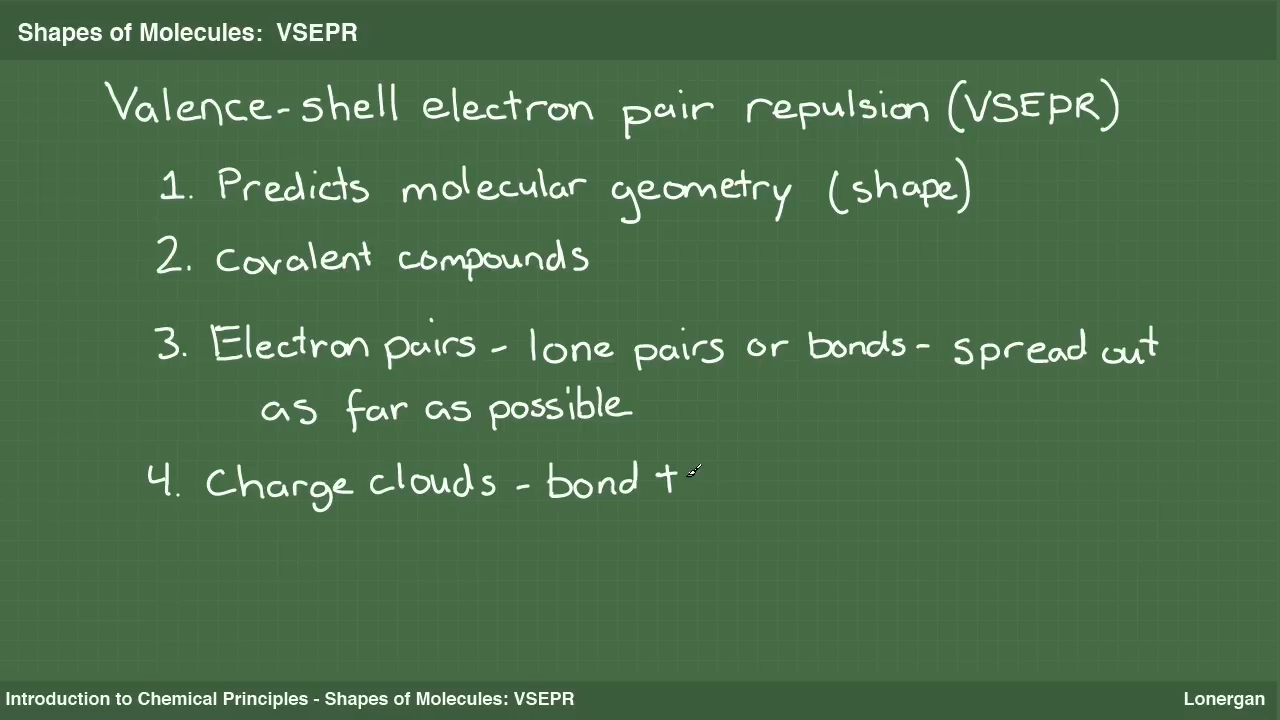 Shapes of Molecules: VSEPR
Valence-shell electron pair repulsion (VSEPR)
1. Predicts molecular geometry (shape)
2. Covalent compounds
3. Electron pairs - lone pairs or bonds - spread out
as far as possible
4. Charge clouds - bond t
Introduction to Chemical Principles - Shapes of Molecules: VSEPR
Lonergan